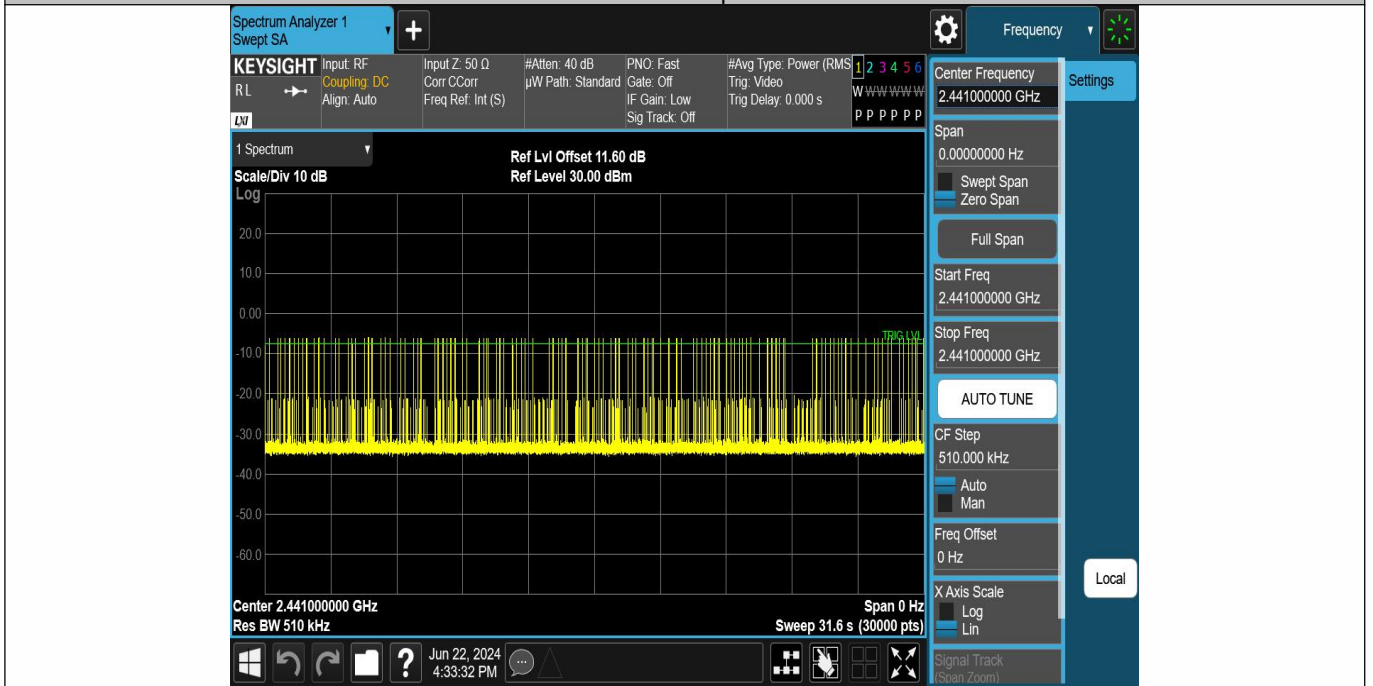 Spectrum Analyzer 1
Swept SA
+
Frequency
KEYSIGHT
RL
LXI
Input: RF
Coupling: DC
Align: Auto
Input Z: 50 Ω
Corr CCorr
Freq Ref: Int (S)
#Atten: 40 dB
µW Path: Standard
PNO: Fast
Gate: Off
IF Gain: Low
Sig Track: Off
#Avg Type: Power (RMS
Trig: Video
Trig Delay: 0.000 s
1 2 3 4 5 6
W W W W W W
P P P P P P
Center Frequency
2.441000000 GHz
Settings
Span
0.00000000 Hz
Swept Span
Zero Span
Full Span
Start Freq
2.441000000 GHz
Stop Freq
2.441000000 GHz
AUTO TUNE
CF Step
510.000 kHz
Auto
Man
Freq Offset
0 Hz
X Axis Scale
Log
Lin
Signal Track
(Span Zoom)
Local
1 Spectrum
Scale/Div 10 dB
Ref Lvl Offset 11.60 dB
Ref Level 30.00 dBm
Log
20.0
10.0
0.00
TRIG LVL
-10.0
-20.0
-30.0
-40.0
-50.0
-60.0
Center 2.441000000 GHz
Span 0 Hz
Res BW 510 kHz
Sweep 31.6 s (30000 pts)
?
Jun 22, 2024
4:33:32 PM